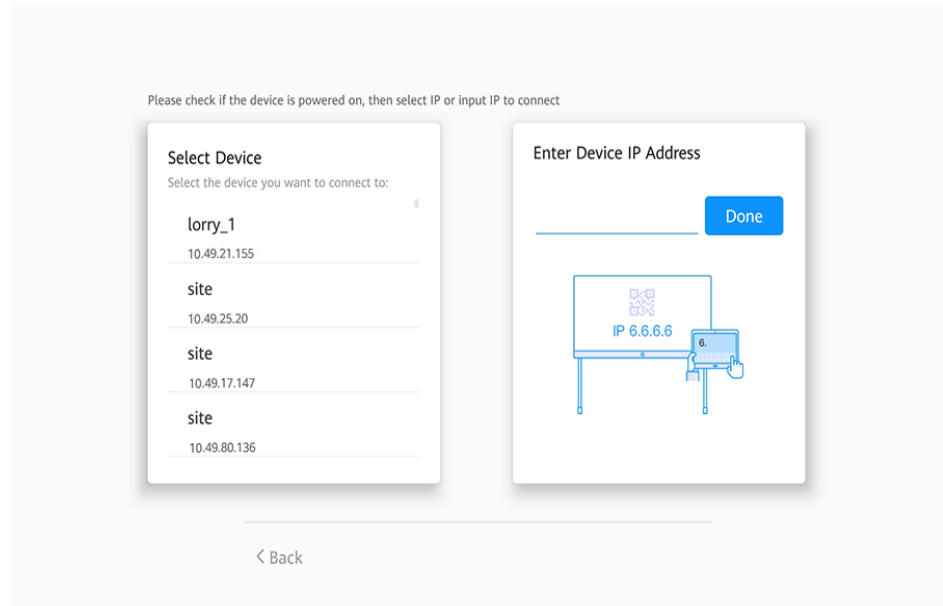 Please check if the device is powered on, then select IP or input IP to connect
Select Device
Select the device you want to connect to:
lorry_1
10.49.21.155
site
10.49.25.20
site
10.49.17.147
site
10.49.80.136
Enter Device IP Address
Done
IP 6.6.6.6
6.
Back